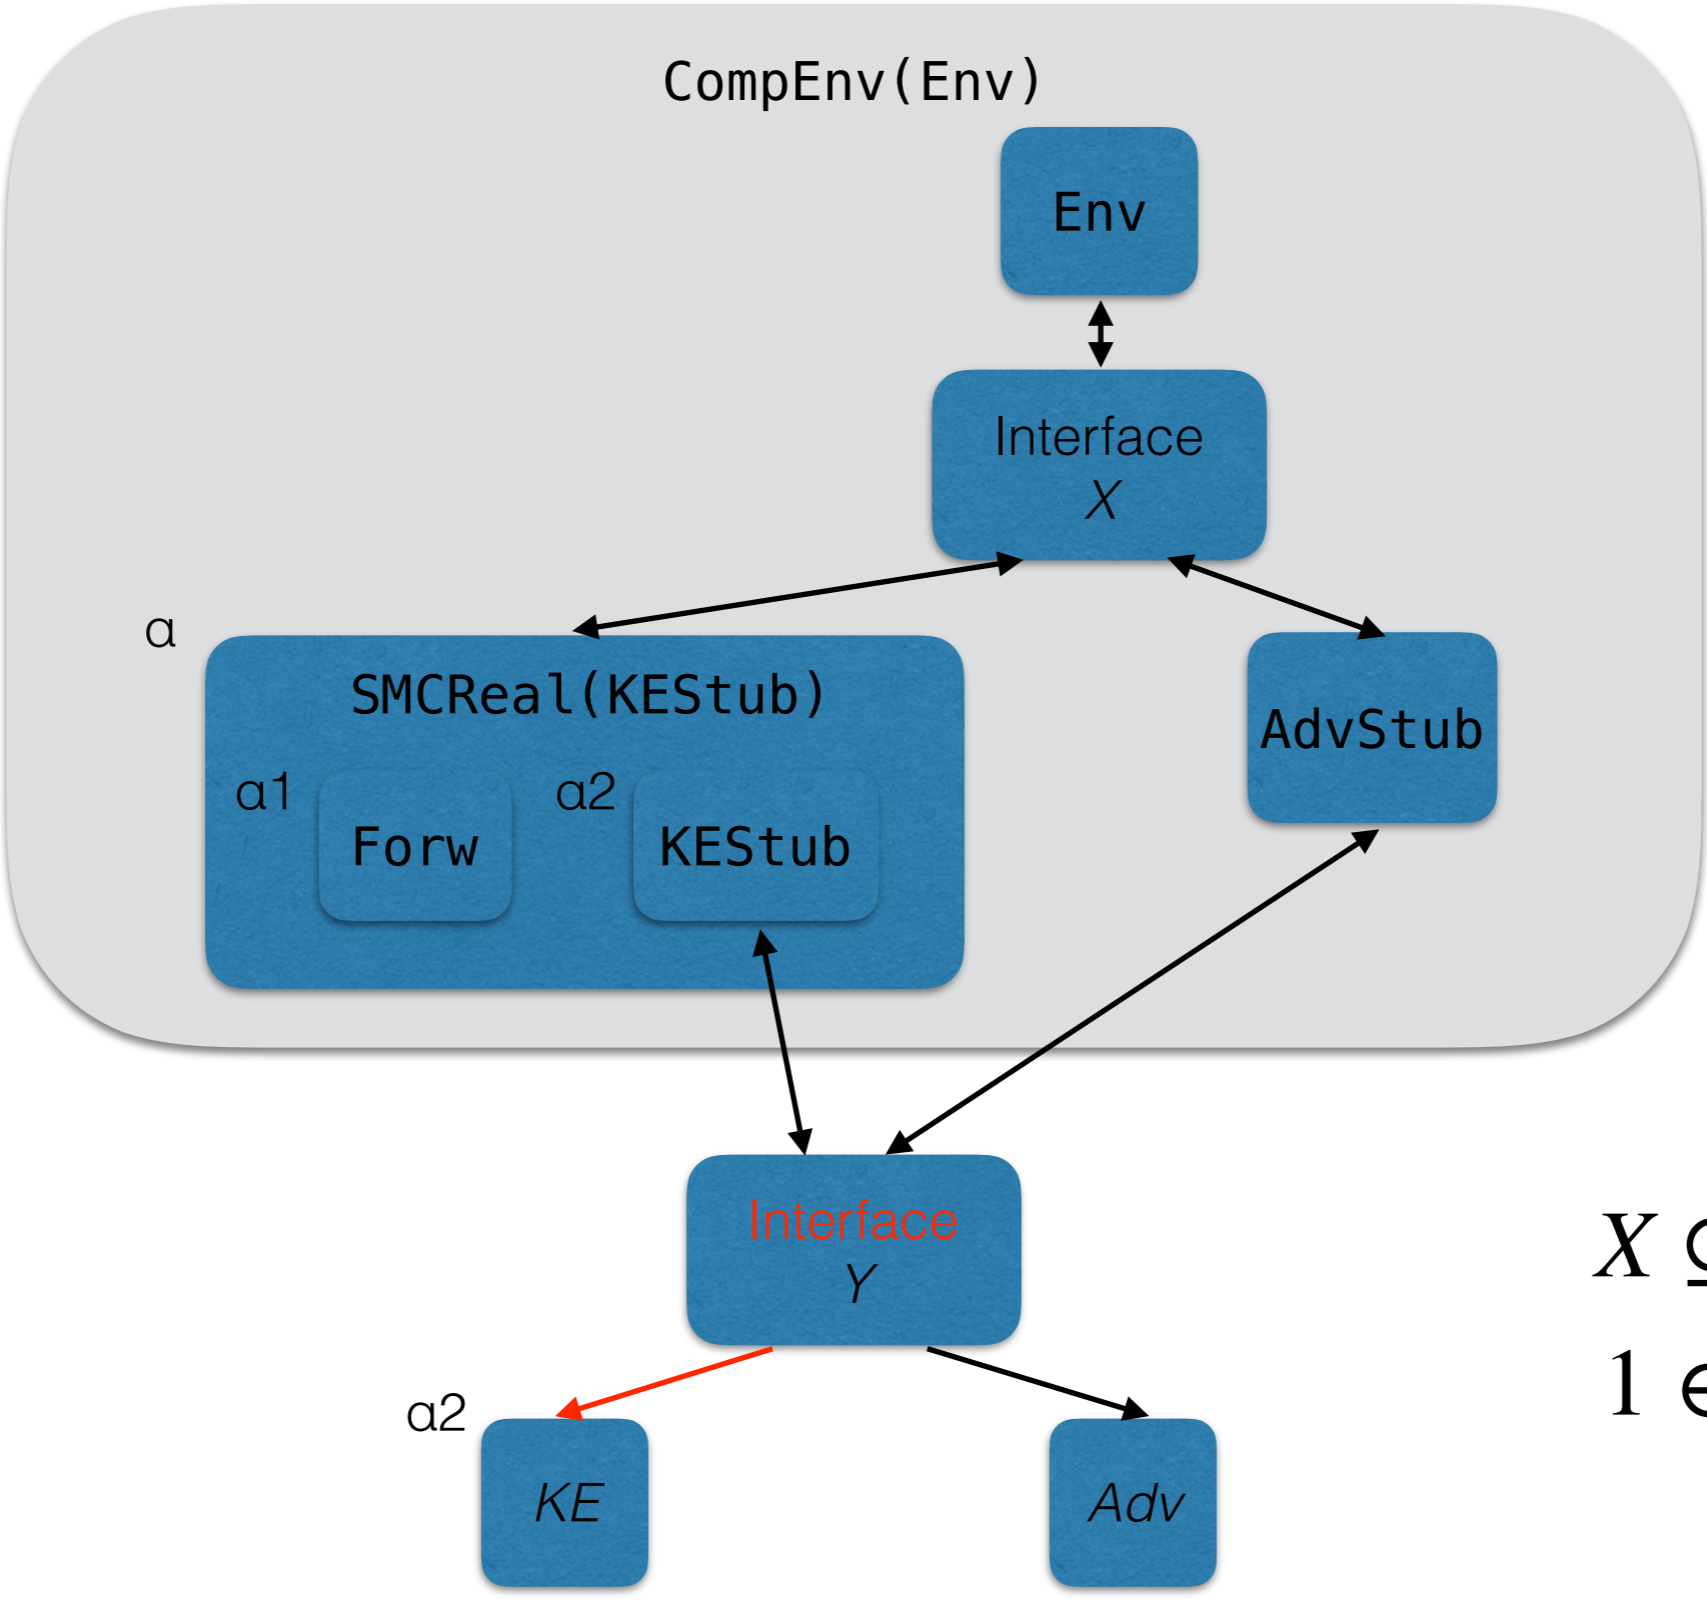 CompEnv(Env)
Env
Interface
X
α
SMCReal(KEStub)
AdvStub
α1
Forw
α2
KEStub
Interface
Y
X
1
α2
KE
Adv